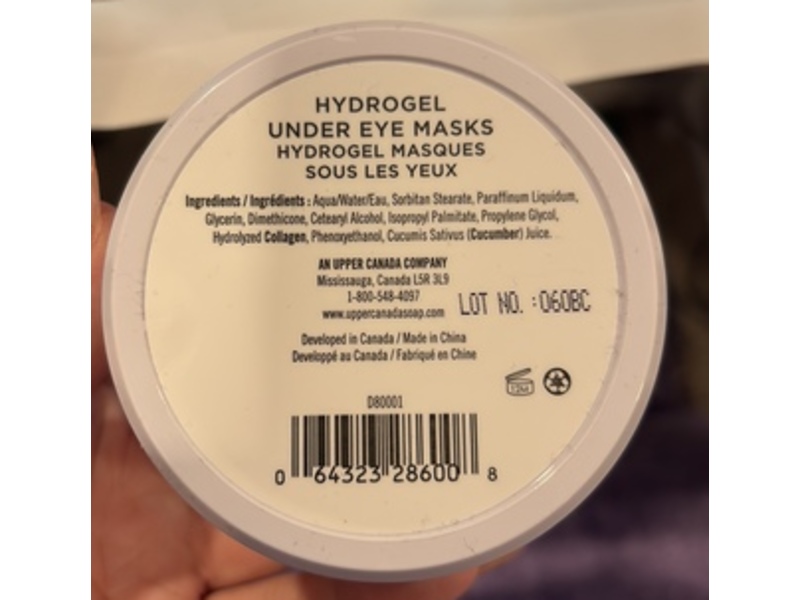 HYDROGEL
UNDER EYE MASKS
HYDROGEL MASQUES
SOUS LES YEUX
Ingredients / Ingrédients : Aqua/Water/Eau, Sorbitan Stearate, Paraffinum Liquidum,
Glycerin, Dimethicone, Cetearyl Alcohol, Isopropyl Palmitate, Propylene Glycol,
Hydrolyzed Collagen, Phenoxyethanol, Cucumis Sativus (Cucumber) Juice.
AN UPPER CANADA COMPANY
Mississauga, Canada L5R 3L9
1-800-548-4097
www.uppercanadasoap.com
LOT NO. : 060BC
Developed in Canada / Made in China
Developpé au Canada / Fabriqué en Chine
D80001
0 64323 28600 8